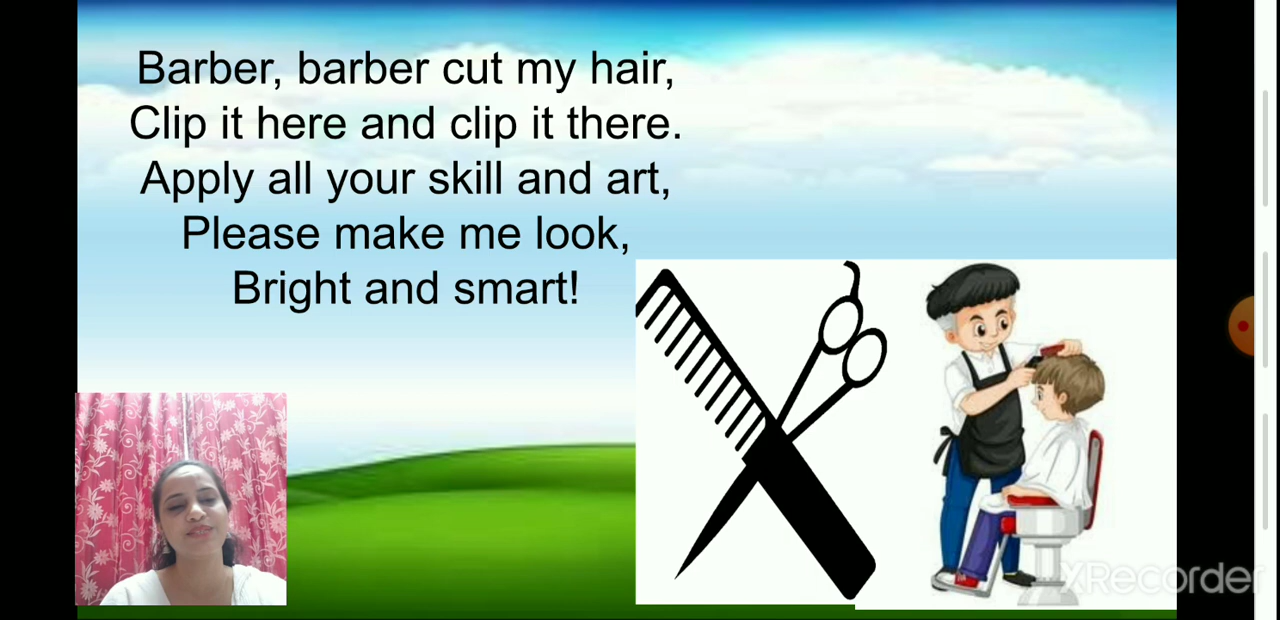 Barber, barber cut my hair,
Clip it here and clip it there.
Apply all your skill and art,
Please make me look,
Bright and smart!
XRecorder